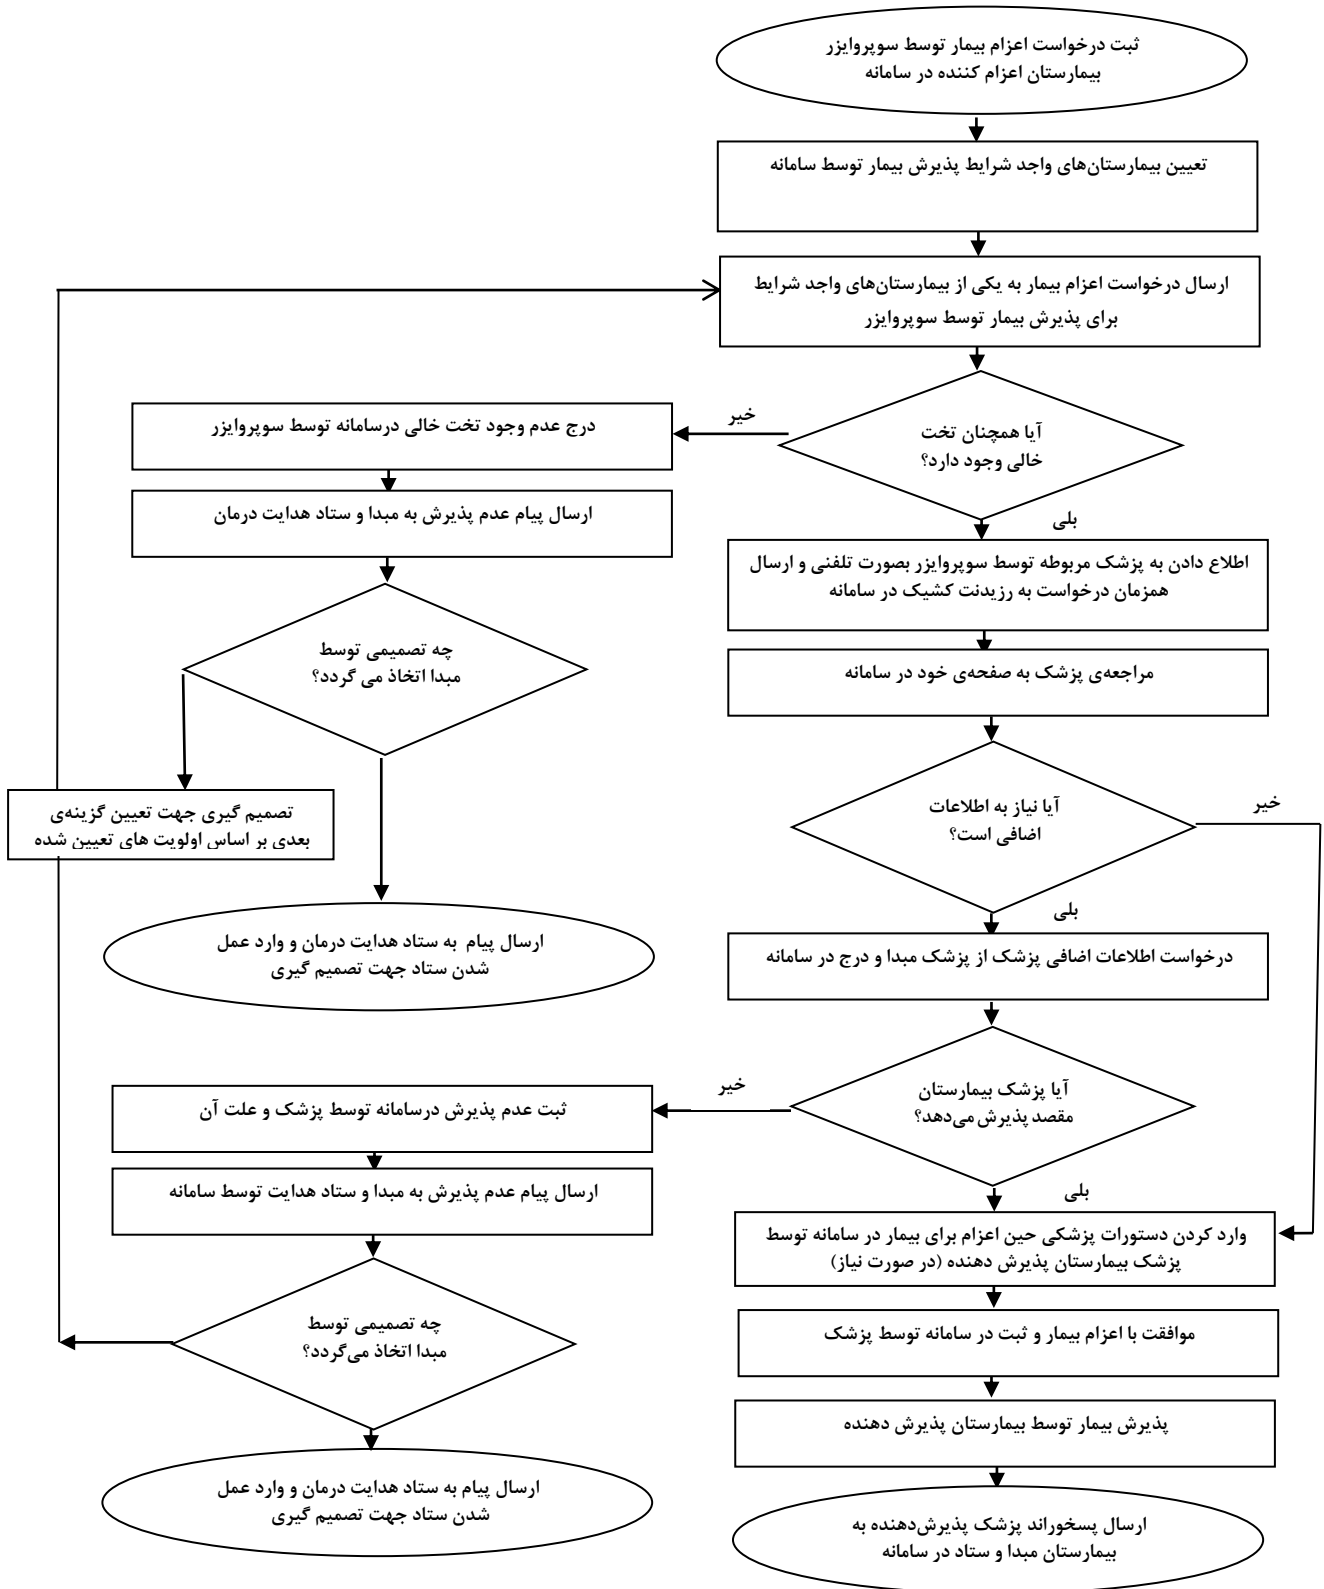 ثبت درخواست اعزام بیمار توسط سوپروایزر
بیمارستان اعزام کننده در سامانه
تعیین بیمارستان‌های واجد شرایط پذیرش بیمار توسط سامانه
ارسال درخواست اعزام بیمار به یکی از بیمارستان‌های واجد شرایط
برای پذیرش بیمار توسط سوپروایزر
آیا همچنان تخت
خالی وجود دارد؟
خیر
درج عدم وجود تخت خالی درسامانه توسط سوپروایزر
ارسال پیام عدم پذیرش به مبدا و ستاد هدایت درمان
چه تصمیمی توسط
مبدا اتخاذ می گردد؟
تصمیم گیری جهت تعیین گزینه‌ی
بعدی بر اساس اولویت های تعیین شده
ارسال پیام به ستاد هدایت درمان و وارد عمل
شدن ستاد جهت تصمیم گیری
بلی
اطلاع دادن به پزشک مربوطه توسط سوپروایزر بصورت تلفنی و ارسال
همزمان درخواست به رزیدنت کشیک در سامانه
مراجعه‌ی پزشک به صفحه‌ی خود در سامانه
آیا نیاز به اطلاعات
اضافی است؟
خیر
بلی
درخواست اطلاعات اضافی پزشک از پزشک مبدا و درج در سامانه
آیا پزشک بیمارستان
مقصد پذیرش می‌دهد؟
خیر
ثبت عدم پذیرش درسامانه توسط پزشک و علت آن
ارسال پیام عدم پذیرش به مبدا و ستاد هدایت توسط سامانه
چه تصمیمی توسط
مبدا اتخاذ می‌گردد؟
ارسال پیام به ستاد هدایت درمان و وارد عمل
شدن ستاد جهت تصمیم گیری
بلی
وارد کردن دستورات پزشکی حین اعزام برای بیمار در سامانه توسط
پزشک بیمارستان پذیرش دهنده (در صورت نیاز)
موافقت با اعزام بیمار و ثبت در سامانه توسط پزشک
پذیرش بیمار توسط بیمارستان پذیرش دهنده
ارسال پسخوراند پزشک پذیرش‌دهنده به
بیمارستان مبدا و ستاد در سامانه